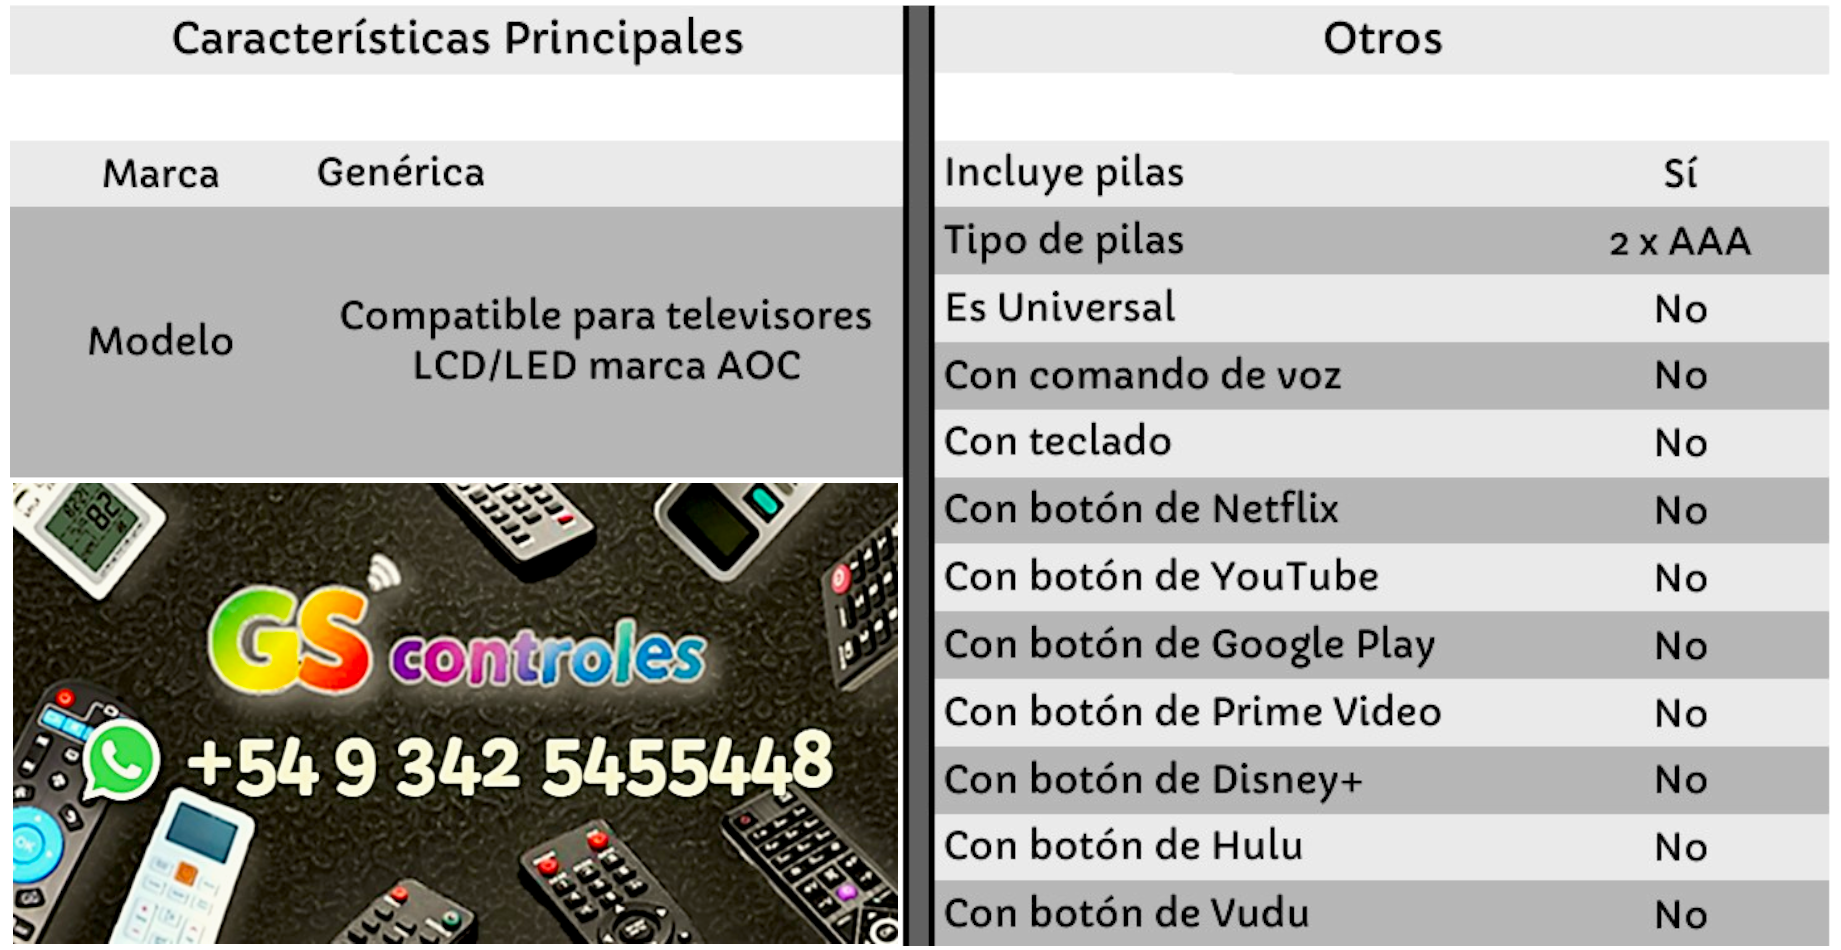 Características Principales
Marca Genérica
Modelo
Compatible para televisores
LCD/LED marca AOC
GS controles
+54 9 342 5455448
Otros
Incluye pilas Sí
Tipo de pilas 2 x AAA
Es Universal No
Con comando de voz No
Con teclado No
Con botón de Netflix No
Con botón de YouTube No
Con botón de Google Play No
Con botón de Prime Video No
Con botón de Disney+ No
Con botón de Hulu No
Con botón de Vudu No